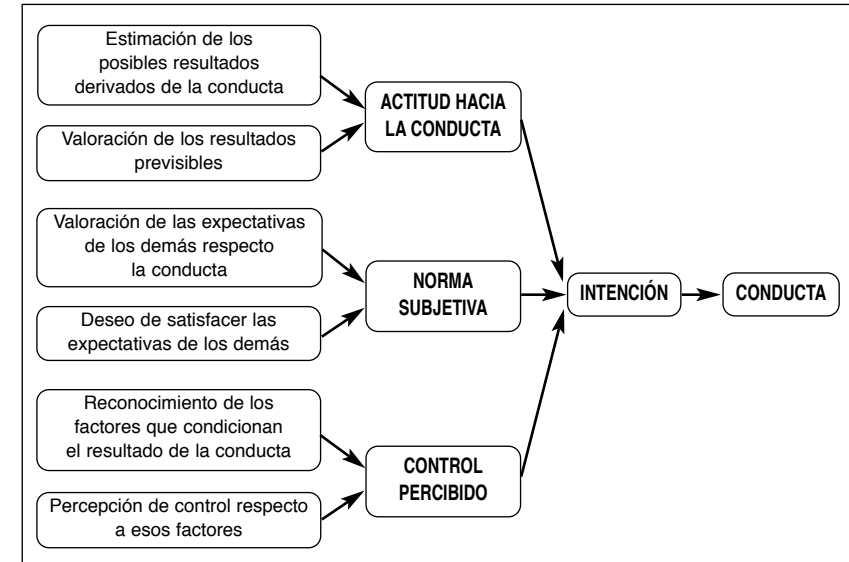 Estimación de los
posibles resultados
derivados de la conducta
Valoración de los resultados
previsibles
ACTITUD HACIA
LA CONDUCTA
Valoración de las expectativas
de los demás respecto
la conducta
Deseo de satisfacer las
expectativas de los demás
NORMA
SUBJETIVA
Reconocimiento de los
factores que condicionan
el resultado de la conducta
Percepción de control respecto
a esos factores
CONTROL
PERCIBIDO
INTENCIÓN
CONDUCTA